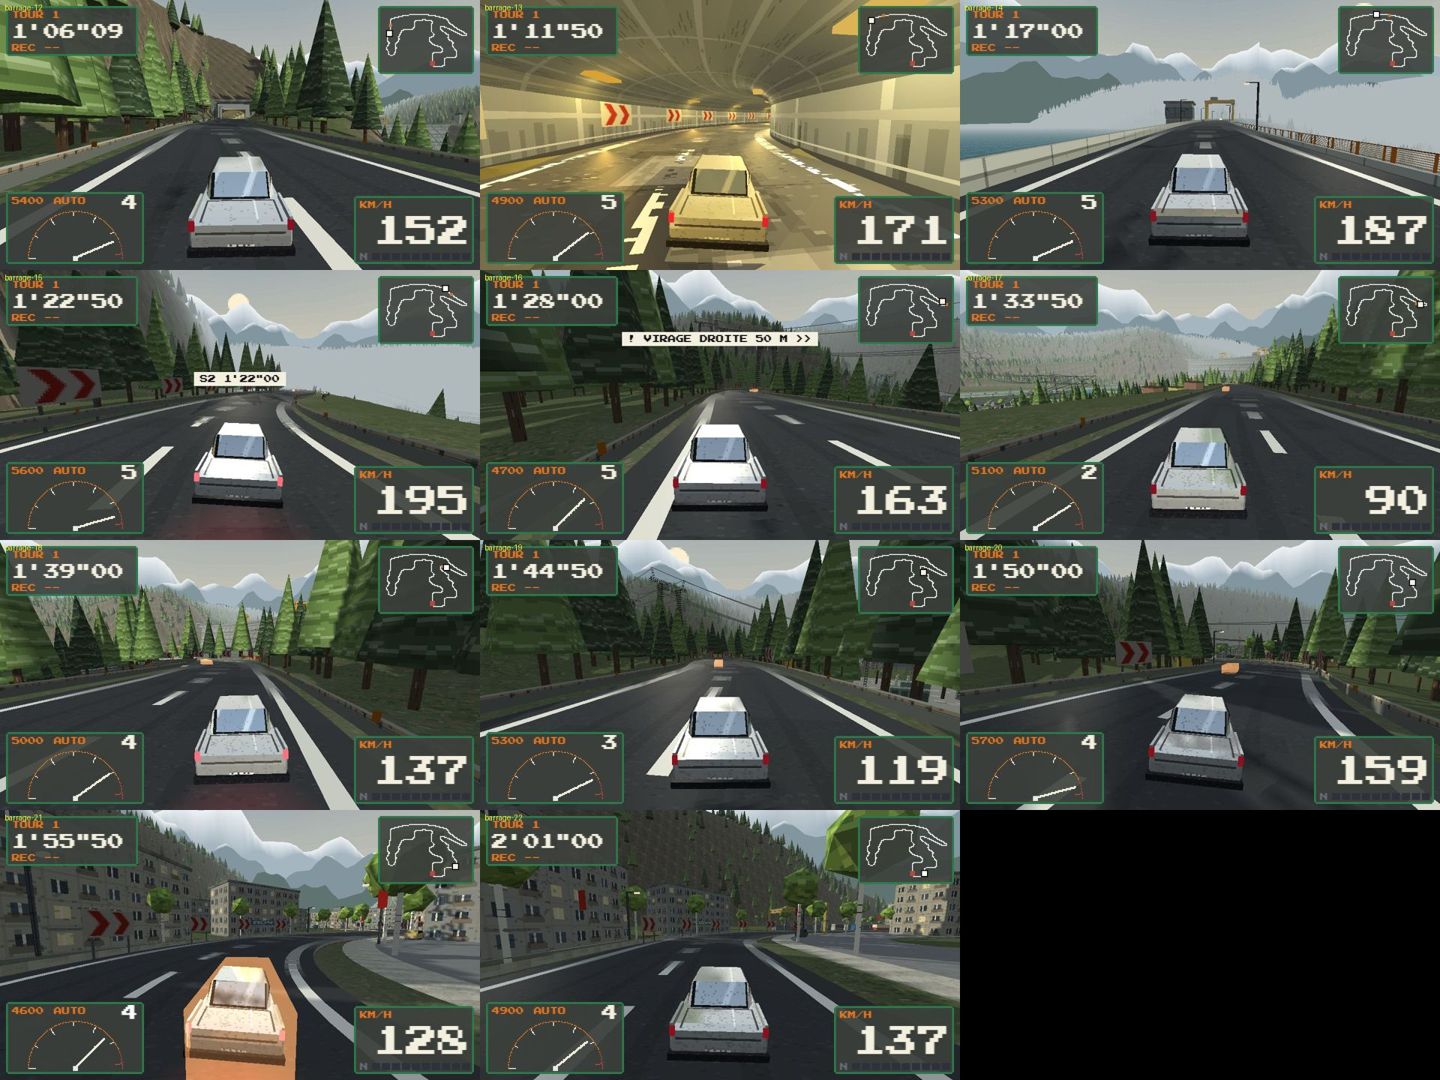 barrage-12
TOUR 1
1'06"09
REC --
5400 AUTO 4
KM/H
152
N
barrage-13
TOUR 1
1'11"50
REC --
4900 AUTO 5
KM/H
171
N
barrage-14
TOUR 1
1'17"00
REC --
5300 AUTO 5
KM/H
187
N
barrage-15
TOUR 1
1'22"50
REC --
S2 1'22"00
5600 AUTO 5
KM/H
195
N
barrage-16
TOUR 1
1'28"00
REC --
! VIRAGE DROITE 50 M >>
4700 AUTO 5
KM/H
163
N
barrage-17
TOUR 1
1'33"50
REC --
5100 AUTO 2
KM/H
90
N
barrage-18
TOUR 1
1'39"00
REC --
5000 AUTO 4
KM/H
137
N
barrage-19
TOUR 1
1'44"50
REC --
5300 AUTO 3
KM/H
119
N
barrage-20
TOUR 1
1'50"00
REC --
5700 AUTO 4
KM/H
159
N
barrage-21
TOUR 1
1'55"50
REC --
4600 AUTO 4
KM/H
128
N
barrage-22
TOUR 1
2'01"00
REC --
4900 AUTO 4
KM/H
137
N